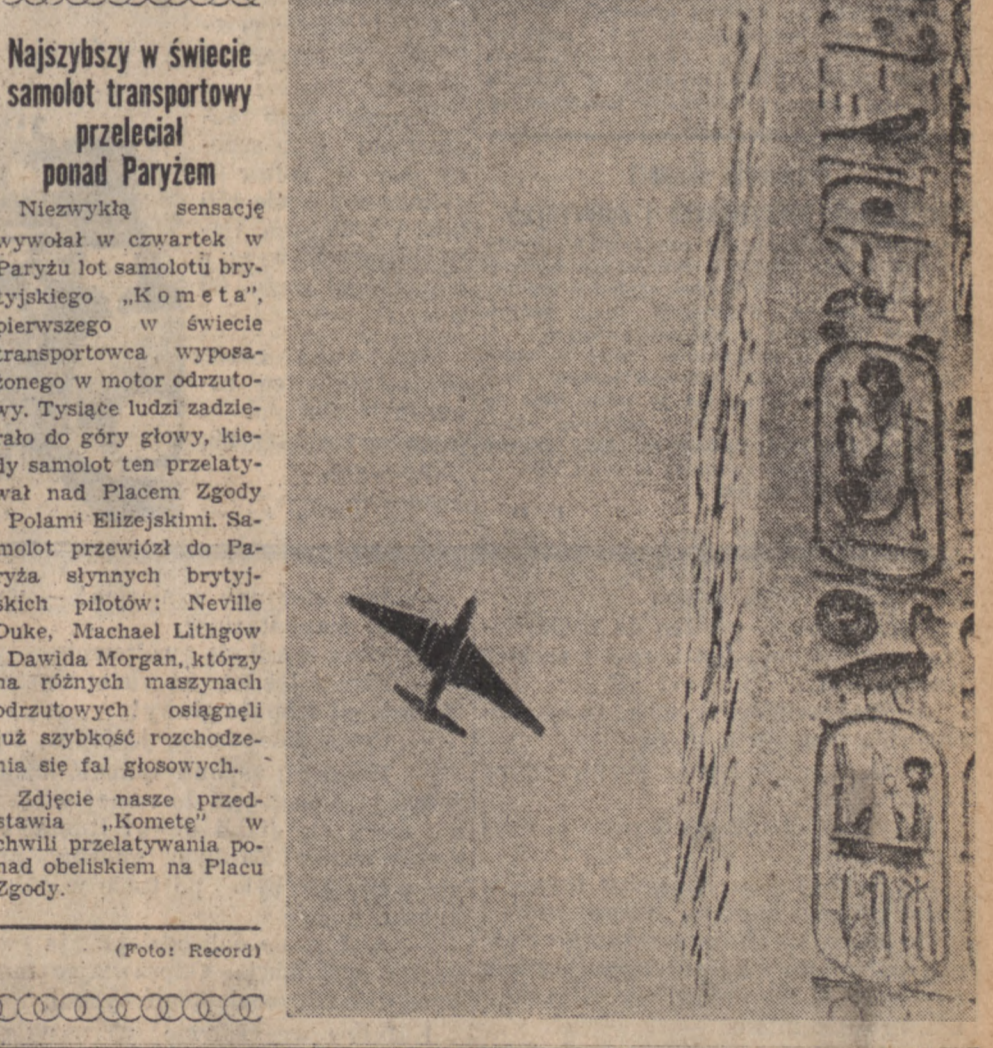 Najszybszy w świecie
samolot transportowy
przeleciał
ponad Paryżem
Niezwykłą sensację
wywołał w czwartek w
Paryżu lot samolotu bry-
tyjskiego „Kometa”,
pierwszego w świecie
transportowca wyposa-
żonego w motor odrzuto-
wy. Tysiące ludzi zadzie-
rało do góry głowy, kie-
dy samolot ten przelaty-
wał nad Placem Zgody
Polami Elizejskimi. Sa-
molot przewiózł do Pa-
ryża słynnych brytyj-
skich pilotów: Neville
Duke, Machael Lithgow
Dawida Morgan, którzy
na różnych maszynach
odrzutowych osiągnęli
już szybkość rozchodze-
nia się fal głosowych.
Zdjęcie nasze przed-
stawia „Kometę” w
chwili przelatywania po-
nad obeliskiem na Placu
Zgody.
(Foto: Record)